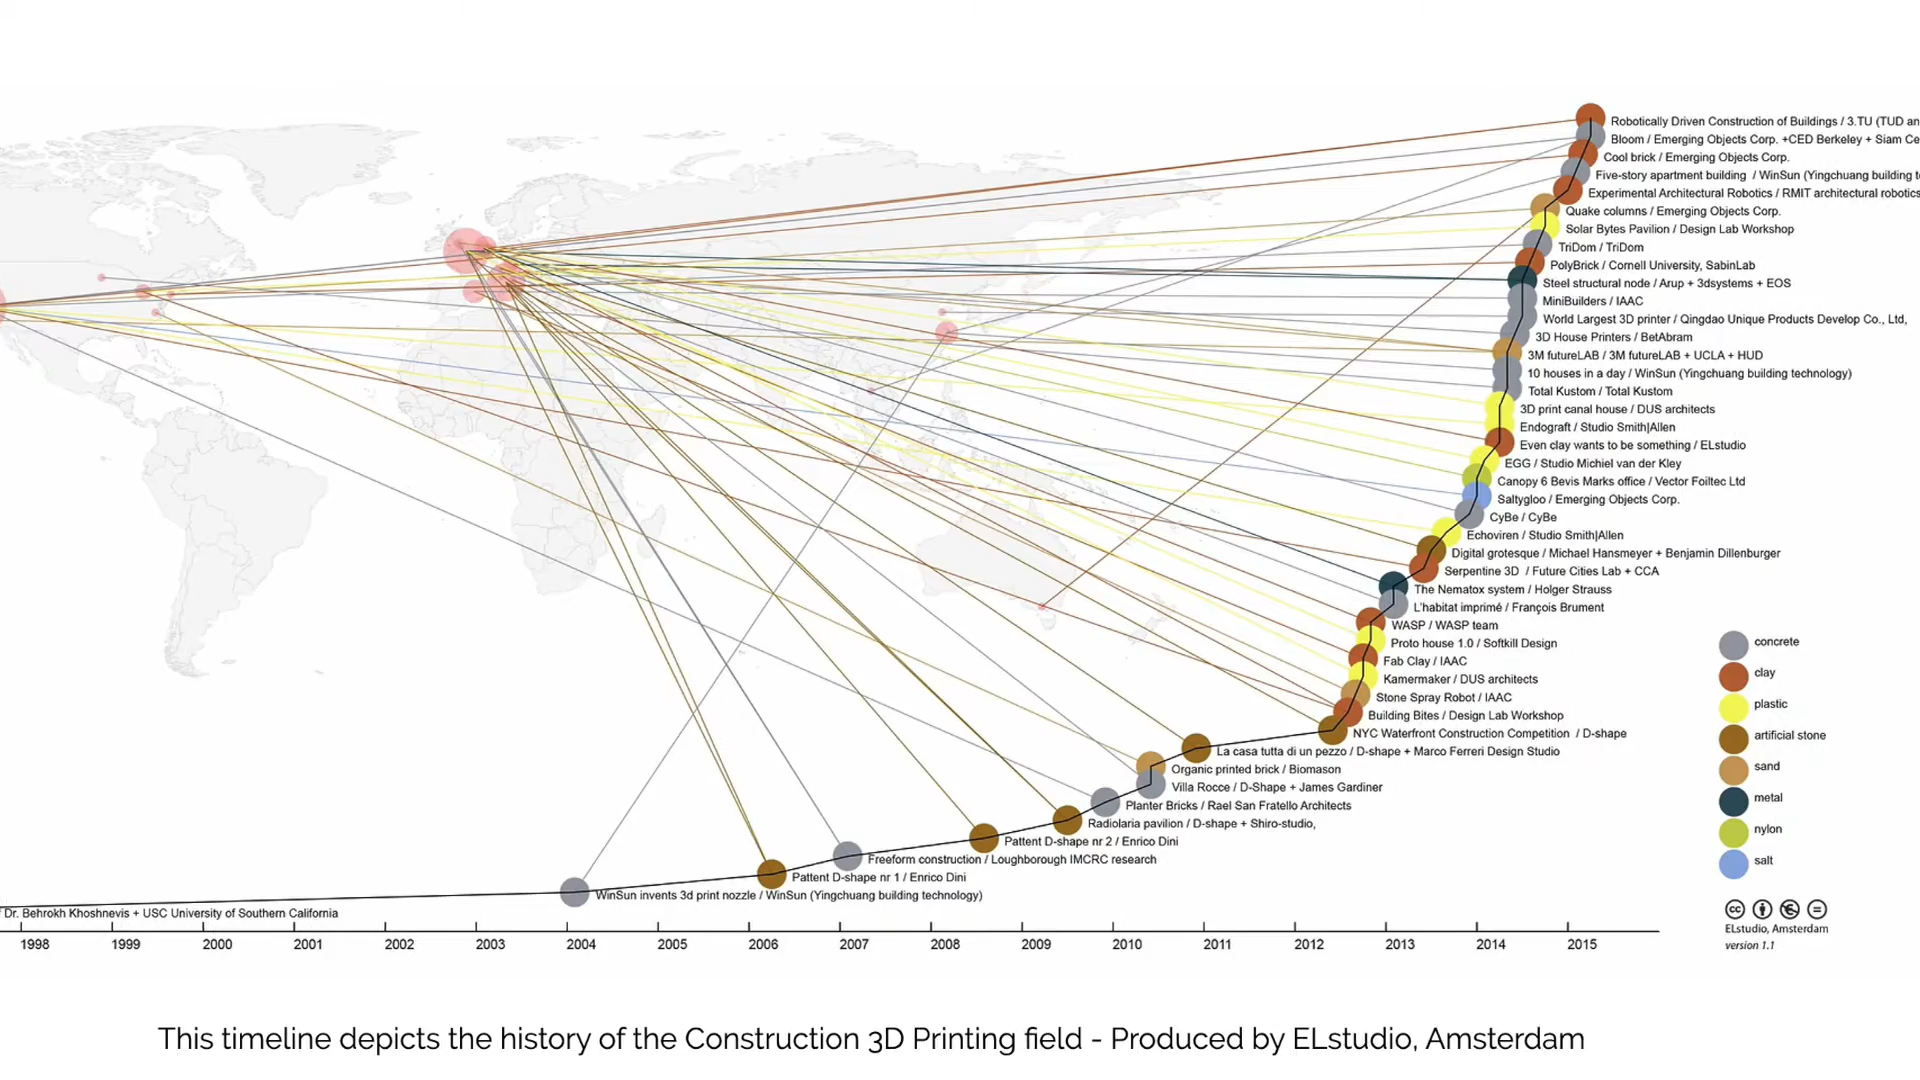 Robotically Driven Construction of Buildings / 3.TU (TUD an
Bloom / Emerging Objects Corp. +CED Berkeley + Siam Ce
Cool brick / Emerging Objects Corp.
Five-story apartment building / WinSun (Yingchuang building te
Experimental Architectural Robotics / RMIT architectural robotics
Quake columns / Emerging Objects Corp.
Solar Bytes Pavilion / Design Lab Workshop
TriDom / TriDom
PolyBrick / Cornell University, SabinLab
Steel structural node / Arup + 3dsystems + EOS
MiniBuilders / IAAC
World Largest 3D printer / Qingdao Unique Products Develop Co., Ltd,
3D House Printers / BetAbram
3M futureLAB / 3M futureLAB + UCLA + HUD
10 houses in a day / WinSun (Yingchuang building technology)
Total Kustom / Total Kustom
3D print canal house / DUS architects
Endograft / Studio Smith|Allen
Even clay wants to be something / ELstudio
EGG / Studio Michiel van der Kley
Canopy 6 Bevis Marks office / Vector Foiltec Ltd
Saltygloo / Emerging Objects Corp.
CyBe / CyBe
Echoviren / Studio Smith|Allen
Digital grotesque / Michael Hansmeyer + Benjamin Dillenburger
Serpentine 3D / Future Cities Lab + CCA
The Nematox system / Holger Strauss
L'habitat imprimé / François Brument
WASP / WASP team
Proto house 1.0 / Softkill Design
Fab Clay / IAAC
Kamermaker / DUS architects
Stone Spray Robot / IAAC
Building Bites / Design Lab Workshop
NYC Waterfront Construction Competition / D-shape
La casa tutta di un pezzo / D-shape + Marco Ferreri Design Studio
Organic printed brick / Biomason
Villa Rocce / D-Shape + James Gardiner
Planter Bricks / Rael San Fratello Architects
Radiolaria pavilion / D-shape + Shiro-studio,
Pattent D-shape nr 2 / Enrico Dini
Freeform construction / Loughborough IMCRC research
Pattent D-shape nr 1 / Enrico Dini
WinSun invents 3d print nozzle / WinSun (Yingchuang building technology)
/ Dr. Behrokh Khoshnevis + USC University of Southern California
concrete
clay
plastic
artificial stone
sand
metal
nylon
salt
cc
ELstudio, Amsterdam
version 1.1
1998 1999 2000 2001 2002 2003 2004 2005 2006 2007 2008 2009 2010 2011 2012 2013 2014 2015
This timeline depicts the history of the Construction 3D Printing field - Produced by ELstudio, Amsterdam